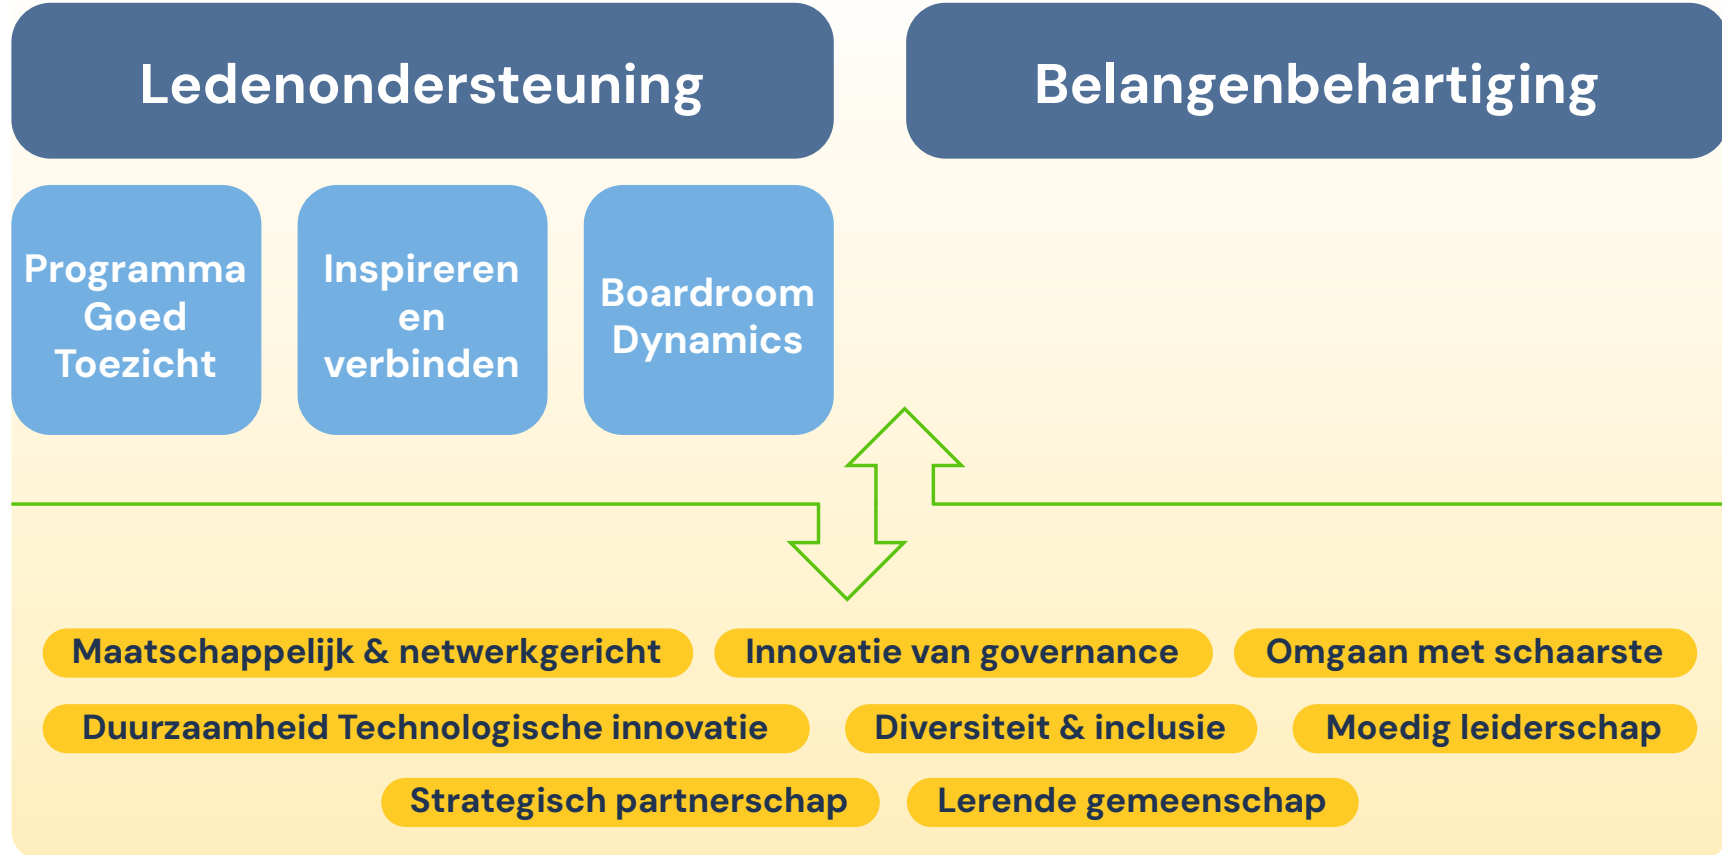 Ledenondersteuning
Belangenbehartiging
Programma
Goed
Toezicht
Inspireren
en
verbinden
Boardroom
Dynamics
Maatschappelijk & netwerkgericht
Innovatie van governance
Omgaan met schaarste
Duurzaamheid Technologische innovatie
Diversiteit & inclusie
Moedig leiderschap
Strategisch partnerschap
Lerende gemeenschap